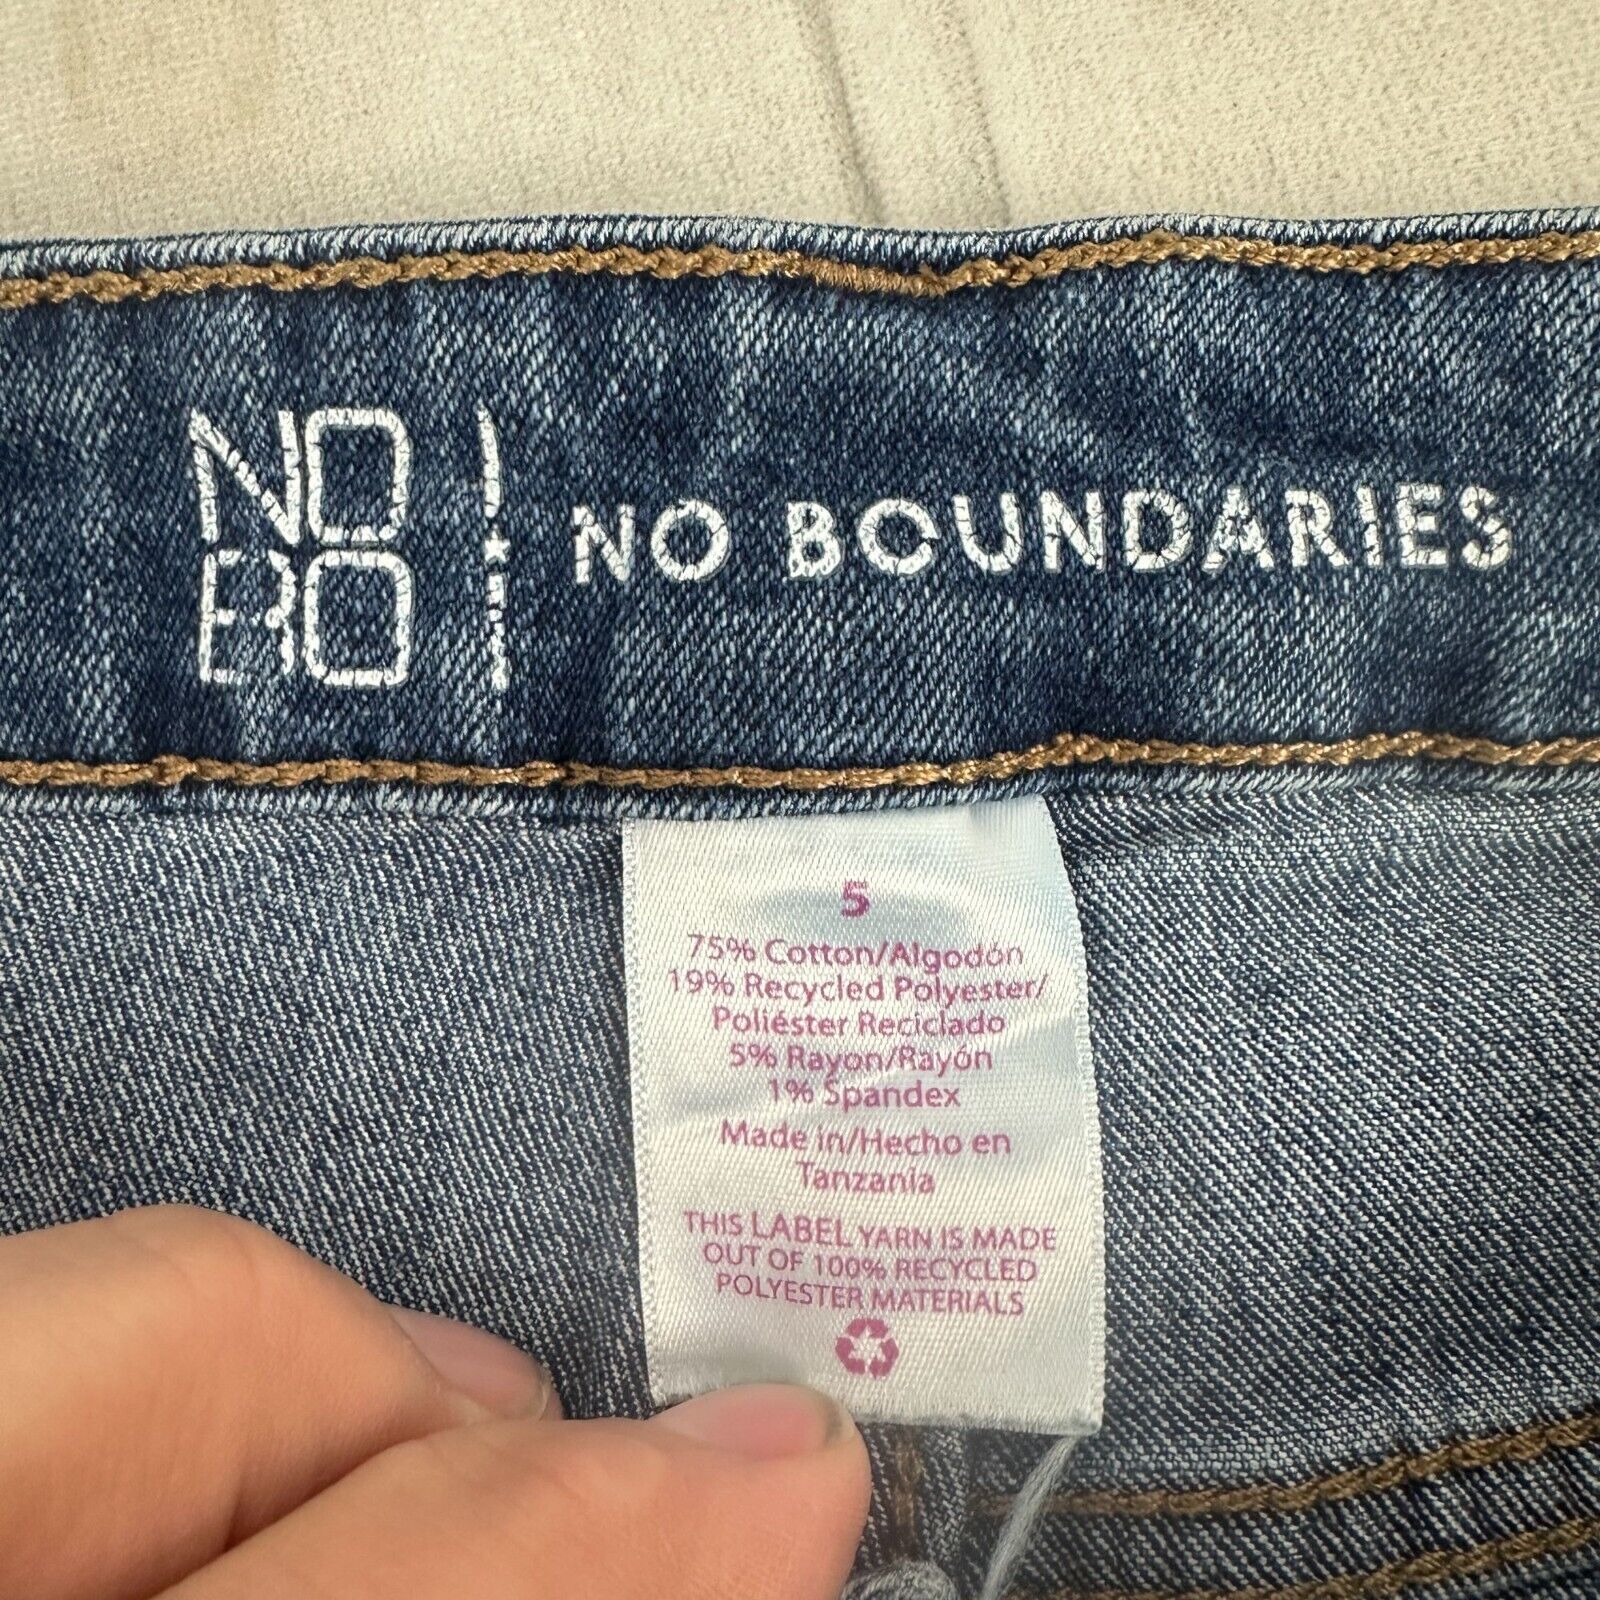 NO
BO
NO BOUNDARIES
5
75% Cotton/Algodón
19% Recycled Polyester/
Poliéster Reciclado
5% Rayon/Rayón
1% Spandex
Made in/Hecho en
Tanzania
THIS LABEL YARN IS MADE
OUT OF 100% RECYCLED
POLYESTER MATERIALS